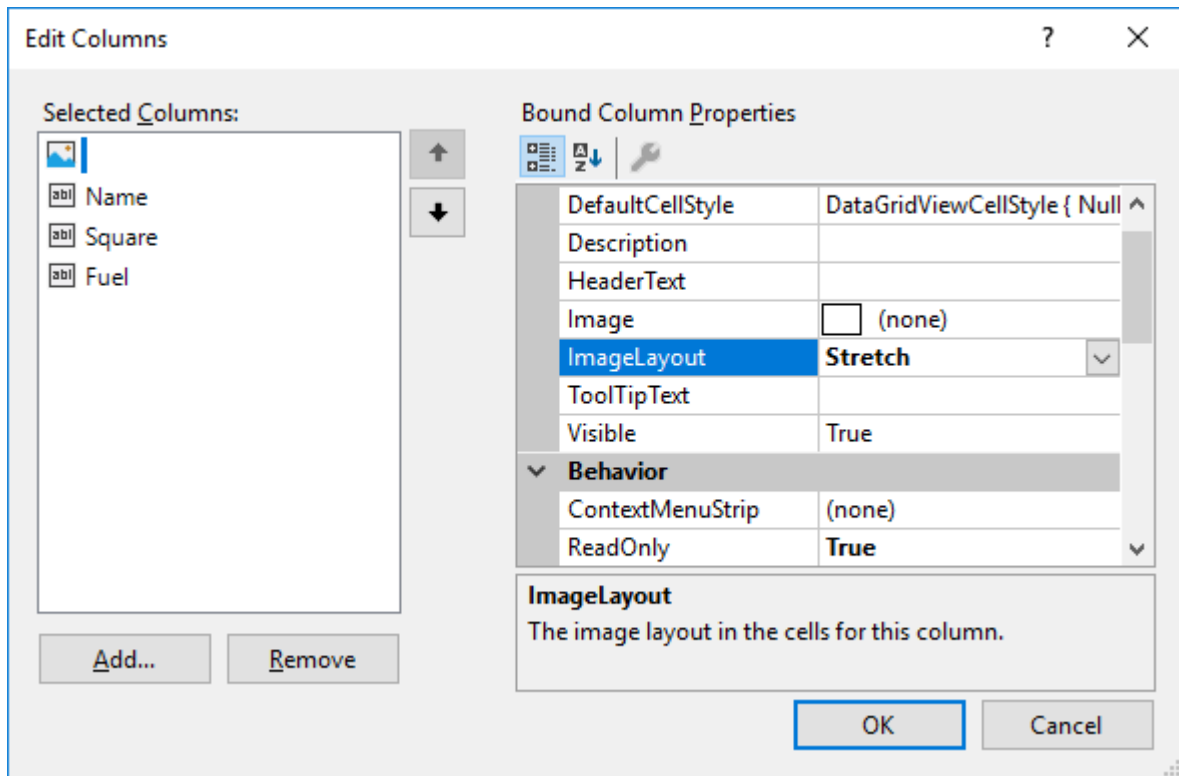 Edit Columns
?
Selected Columns:
Name
Square
Fuel
Add...
Remove
Bound Column Properties
DefaultCellStyle DataGridViewCellStyle { Null
Description
HeaderText
Image (none)
ImageLayout Stretch
ToolTipText
Visible True
Behavior
ContextMenuStrip (none)
ReadOnly True
ImageLayout
The image layout in the cells for this column.
OK
Cancel